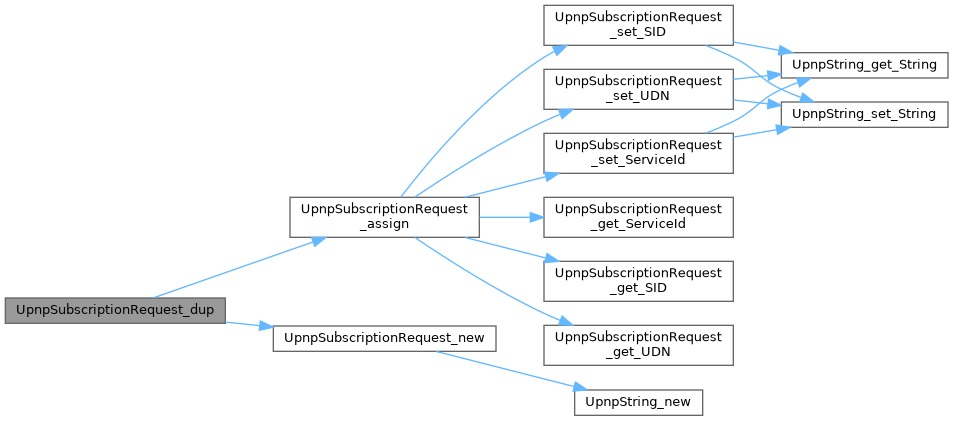 UpnpSubscriptionRequest
_set_SID
UpnpString_get_String
UpnpSubscriptionRequest
_set_UDN
UpnpString_set_String
UpnpSubscriptionRequest
_set_ServiceId
UpnpSubscriptionRequest
_assign
UpnpSubscriptionRequest
_get_ServiceId
UpnpSubscriptionRequest
_get_SID
UpnpSubscriptionRequest_dup
UpnpSubscriptionRequest_new
UpnpSubscriptionRequest
_get_UDN
UpnpString_new